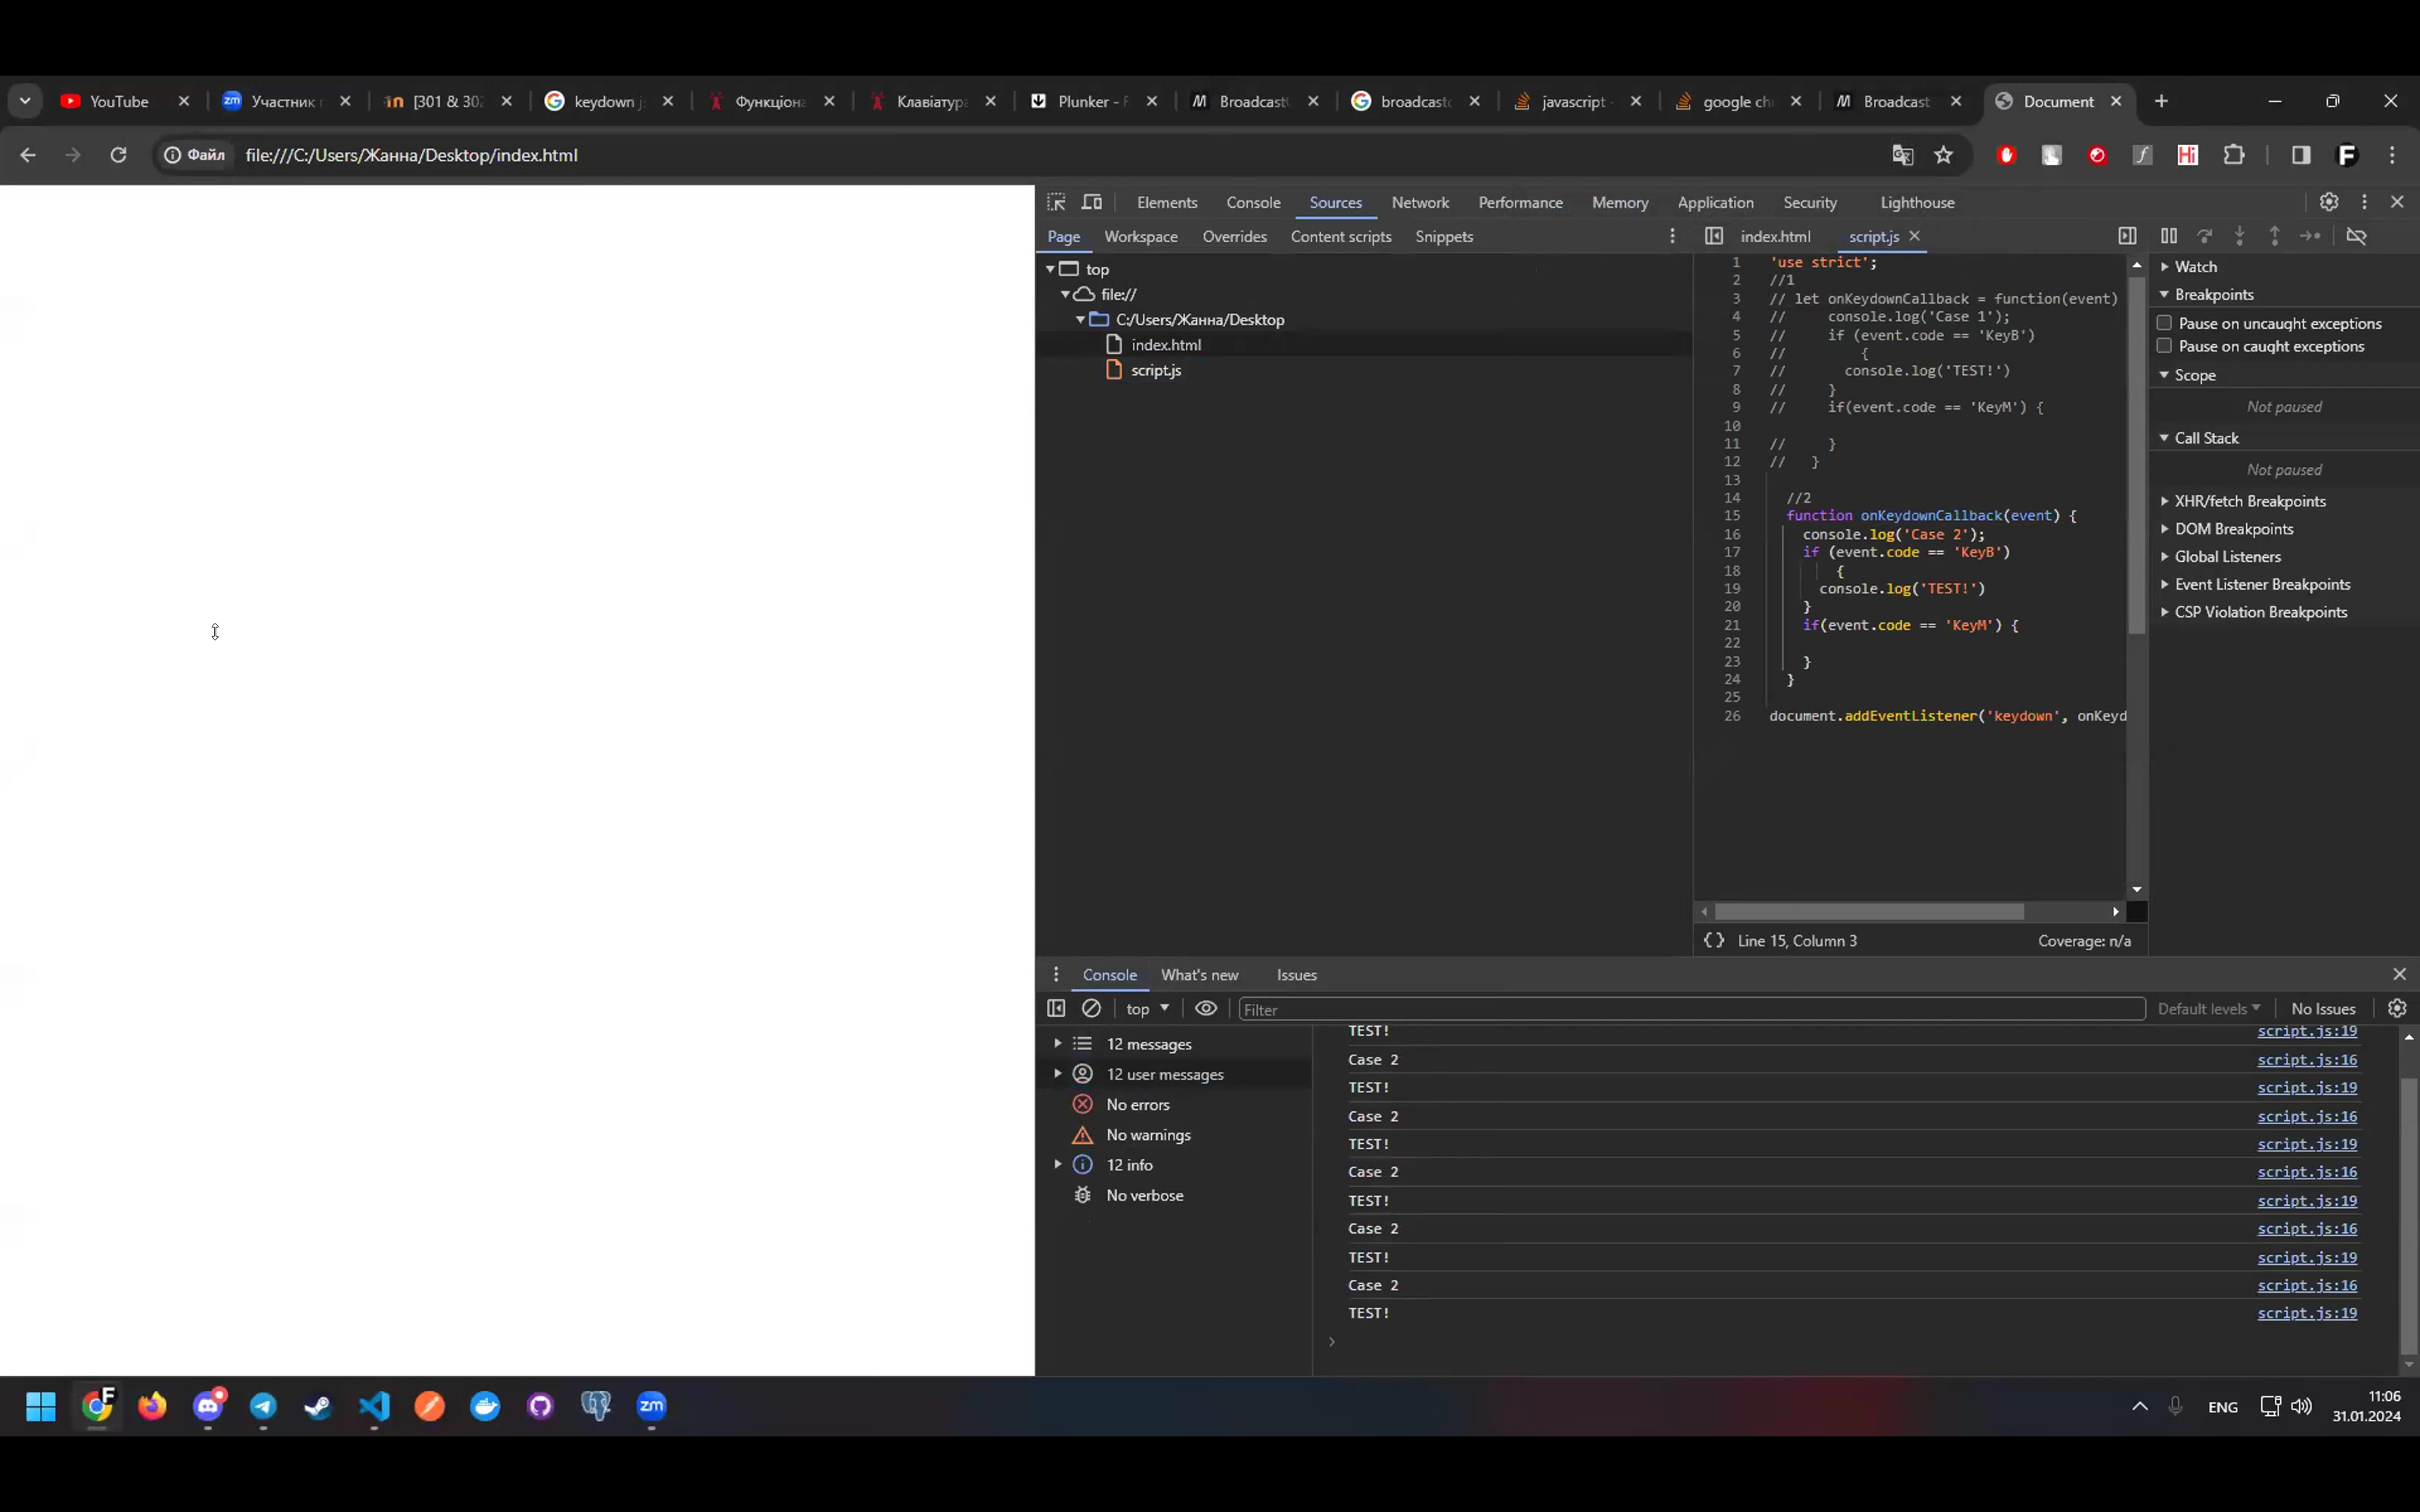 YouTube
Участник
[301 & 302
keydown j
Функціона
Клавіатура
Plunker - F
Broadcast
broadcast
javascript -
google ch
Broadcast
Document
Файл
file:///C:/Users/Жанна/Desktop/index.html
Hi
F
Elements
Console
Sources
Network
Performance
Memory
Application
Security
Lighthouse
Page
Workspace
Overrides
Content scripts
Snippets
index.html
script.js
top
file://
C:/Users/Жанна/Desktop
index.html
script.js
1 'use strict';
2 //1
3 // let onKeydownCallback = function(event)
4 //     console.log('Case 1');
5 //     if (event.code == 'KeyB')
6 //         {
7 //       console.log('TEST!')
8 //     }
9 //     if(event.code == 'KeyM') {
10
11 //     }
12 //   }
13
14 //2
15 function onKeydownCallback(event) {
16 console.log('Case 2');
17 if (event.code == 'KeyB')
18 {
19 console.log('TEST!')
20 }
21 if(event.code == 'KeyM') {
22
23 }
24 }
25
26 document.addEventListener('keydown', onKeyd
Line 15, Column 3
Coverage: n/a
Watch
Breakpoints
Pause on uncaught exceptions
Pause on caught exceptions
Scope
Not paused
Call Stack
Not paused
XHR/fetch Breakpoints
DOM Breakpoints
Global Listeners
Event Listener Breakpoints
CSP Violation Breakpoints
Console
What's new
Issues
top
Filter
Default levels
No Issues
12 messages
12 user messages
No errors
No warnings
12 info
No verbose
TEST! script.js:19
Case 2 script.js:16
TEST! script.js:19
Case 2 script.js:16
TEST! script.js:19
Case 2 script.js:16
TEST! script.js:19
Case 2 script.js:16
TEST! script.js:19
Case 2 script.js:16
TEST! script.js:19
F
zm
ENG
11:06
31.01.2024